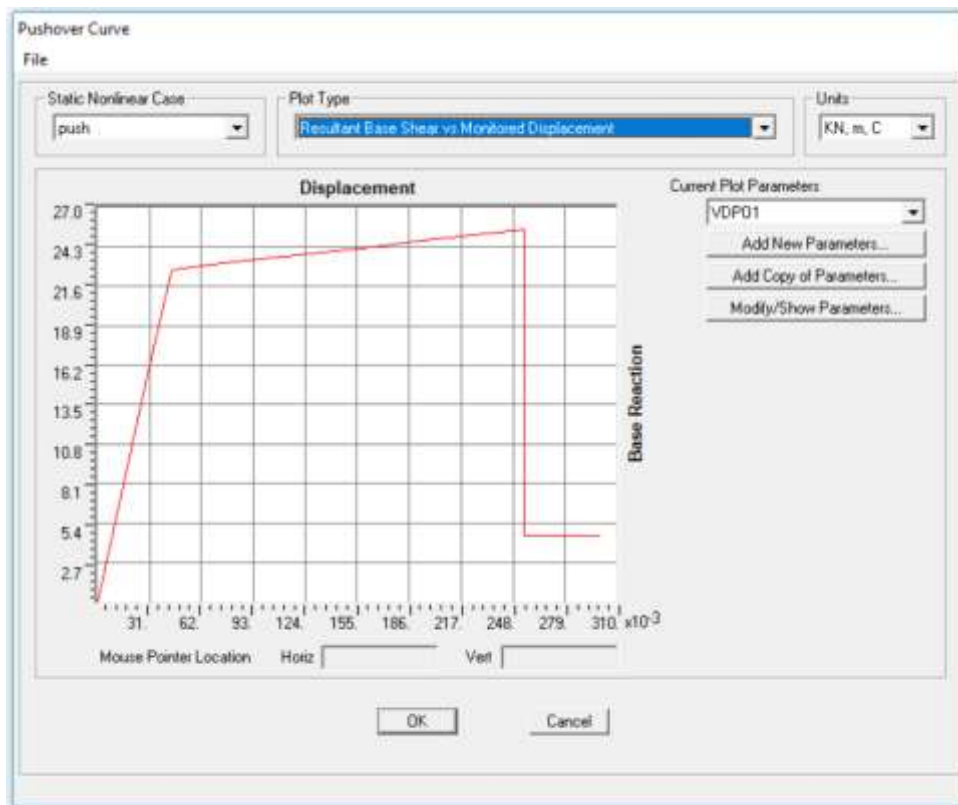 Pushover Curve
File
Static Nonlinear Case
push
Plot Type
Resultant Base Shear vs Monitored Displacement
Units
KN, m, C
Displacement
27.0
24.3
21.6
18.9
16.2
13.5
10.8
8.1
5.4
2.7
31. 62. 93. 124. 155. 186. 217. 248. 279. 310. x10-3
Base Reaction
Current Plot Parameters
VDPO1
Add New Parameters...
Add Copy of Parameters...
Modify/Show Parameters...
Mouse Pointer Location Horiz Vert
OK Cancel